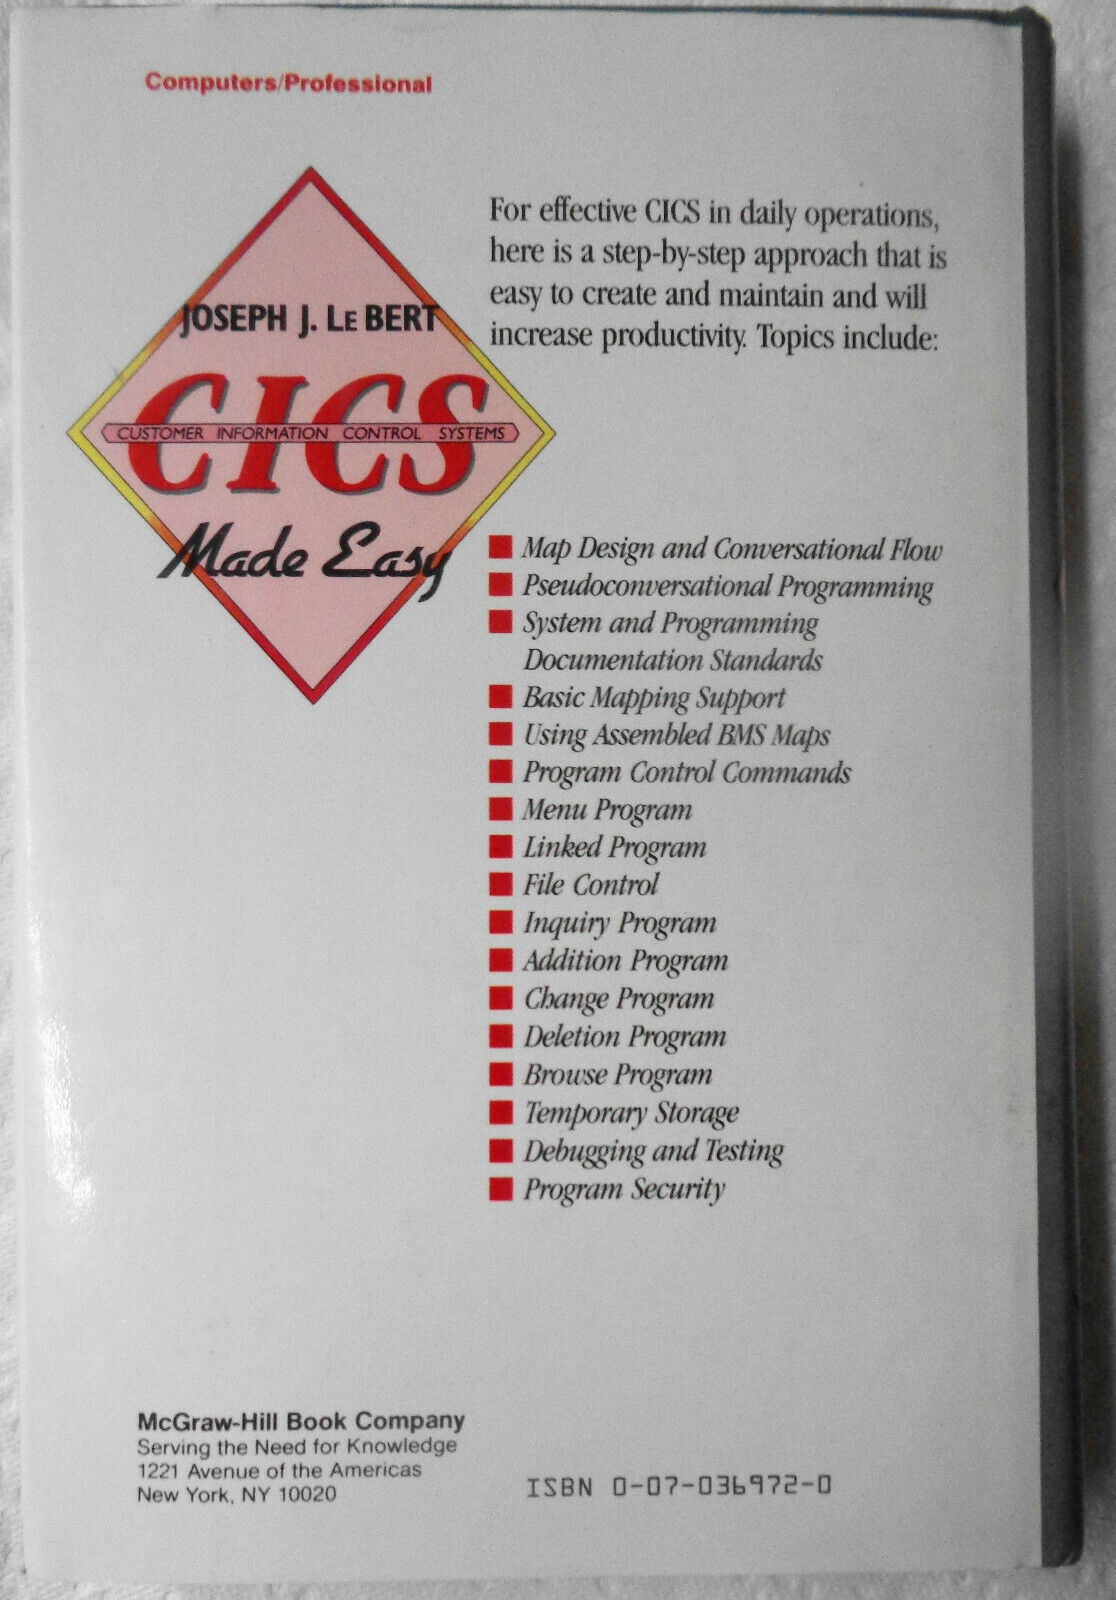 Computers/Professional
JOSEPH J. LE BERT
CICS
CUSTOMER INFORMATION CONTROL SYSTEMS
Made Easy
For effective CICS in daily operations,
here is a step-by-step approach that is
easy to create and maintain and will
increase productivity. Topics include:
Map Design and Conversational Flow
Pseudoconversational Programming
System and Programming
Documentation Standards
Basic Mapping Support
Using Assembled BMS Maps
Program Control Commands
Menu Program
Linked Program
File Control
Inquiry Program
Addition Program
Change Program
Deletion Program
Browse Program
Temporary Storage
Debugging and Testing
Program Security
McGraw-Hill Book Company
Serving the Need for Knowledge
1221 Avenue of the Americas
New York, NY 10020
ISBN 0-07-036972-0